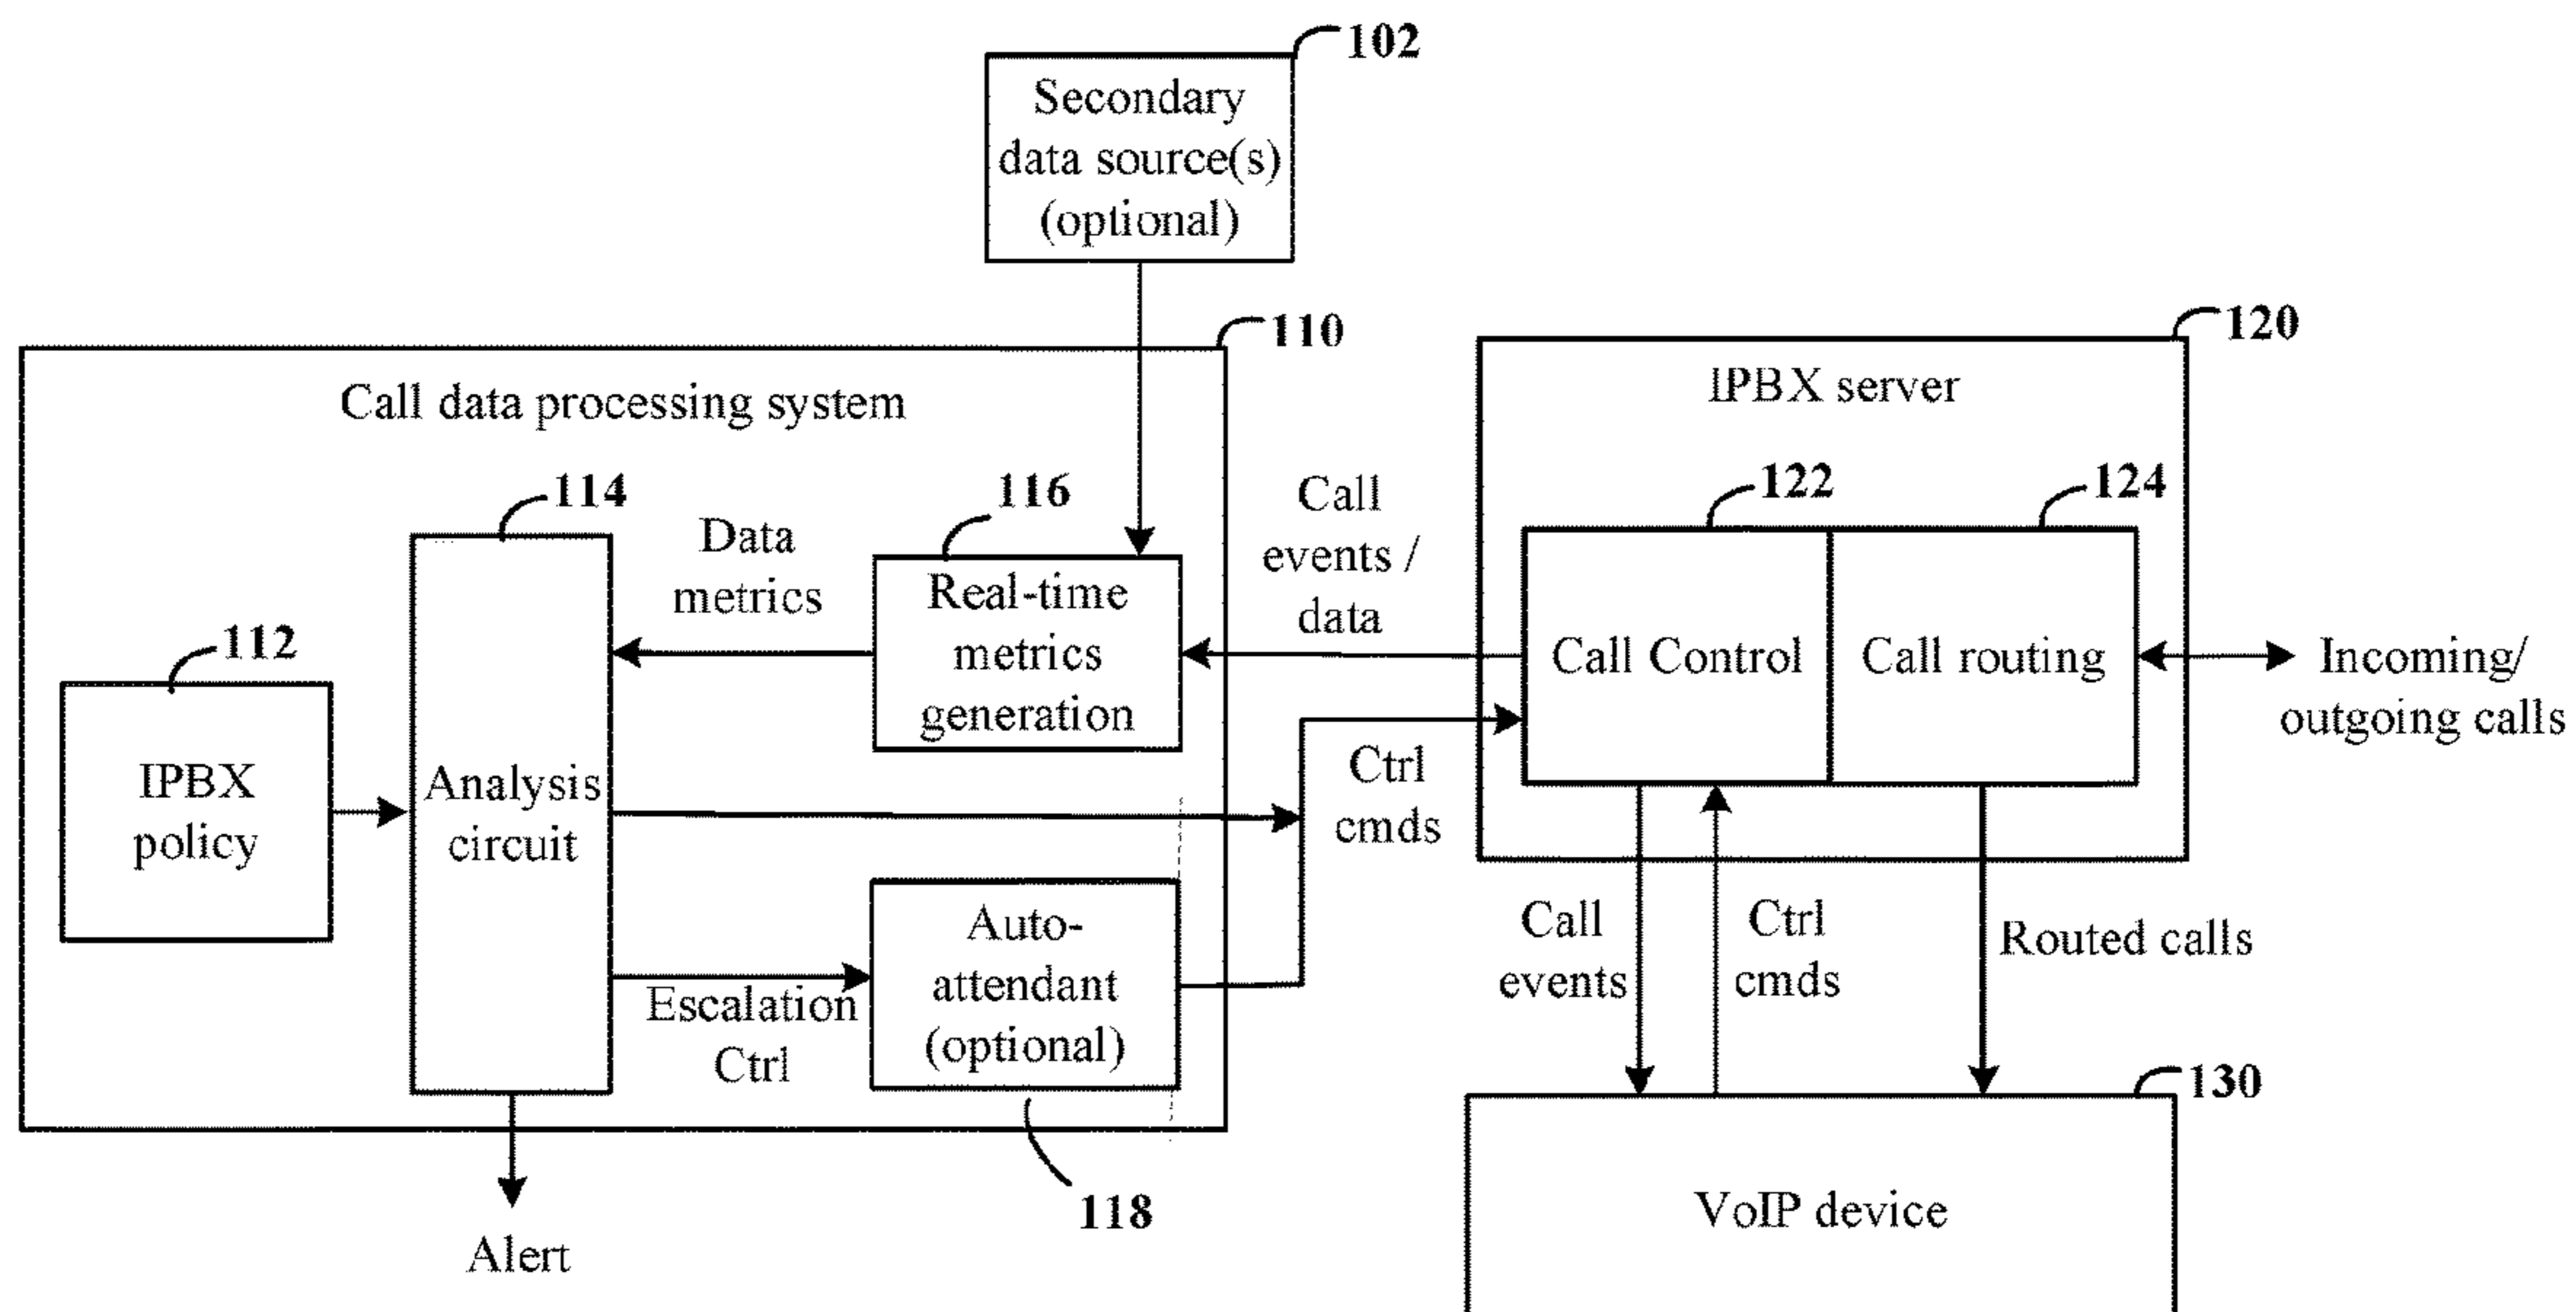 102
Secondary
data source(s)
(optional)
110
Call data processing system
120
IPBX server
114
116
Data
metrics
Call
events /
data
122
124
112
Real-time
metrics
generation
Call Control
Call routing
Incoming/
outgoing calls
IPBX
policy
Analysis
circuit
Ctrl
cmds
Escalation
Ctrl
Auto-
attendant
(optional)
118
Alert
Call
events
Ctrl
cmds
Routed calls
130
VoIP device